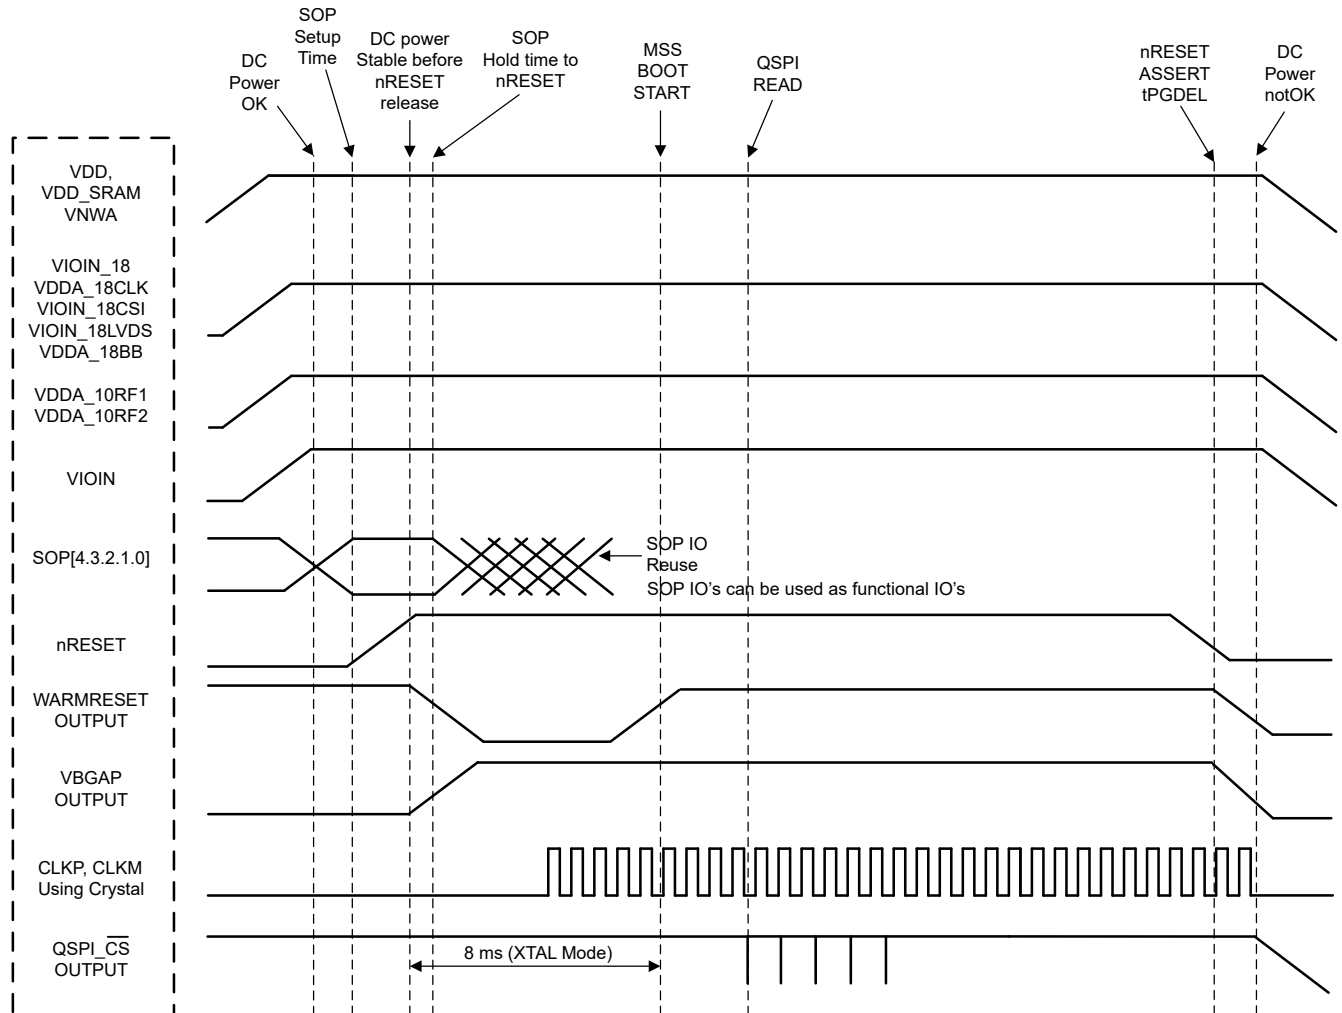 SOP
Setup
Time
DC
Power
OK
DC power
Stable before
nRESET
release
SOP
Hold time to
nRESET
MSS
BOOT
START
QSPI
READ
nRESET
ASSERT
tPGDEL
DC
Power
notOK
VDD,
VDD_SRAM
VNWA
VIOIN_18
VDDA_18CLK
VIOIN_18CSI
VIOIN_18LVDS
VDDA_18BB
VDDA_10RF1
VDDA_10RF2
VIOIN
SOP[4.3.2.1.0]
SOP IO
Reuse
SOP IO's can be used as functional IO's
nRESET
WARMRESET
OUTPUT
VBGAP
OUTPUT
CLKP, CLKM
Using Crystal
QSPI_CS
OUTPUT
8 ms (XTAL Mode)